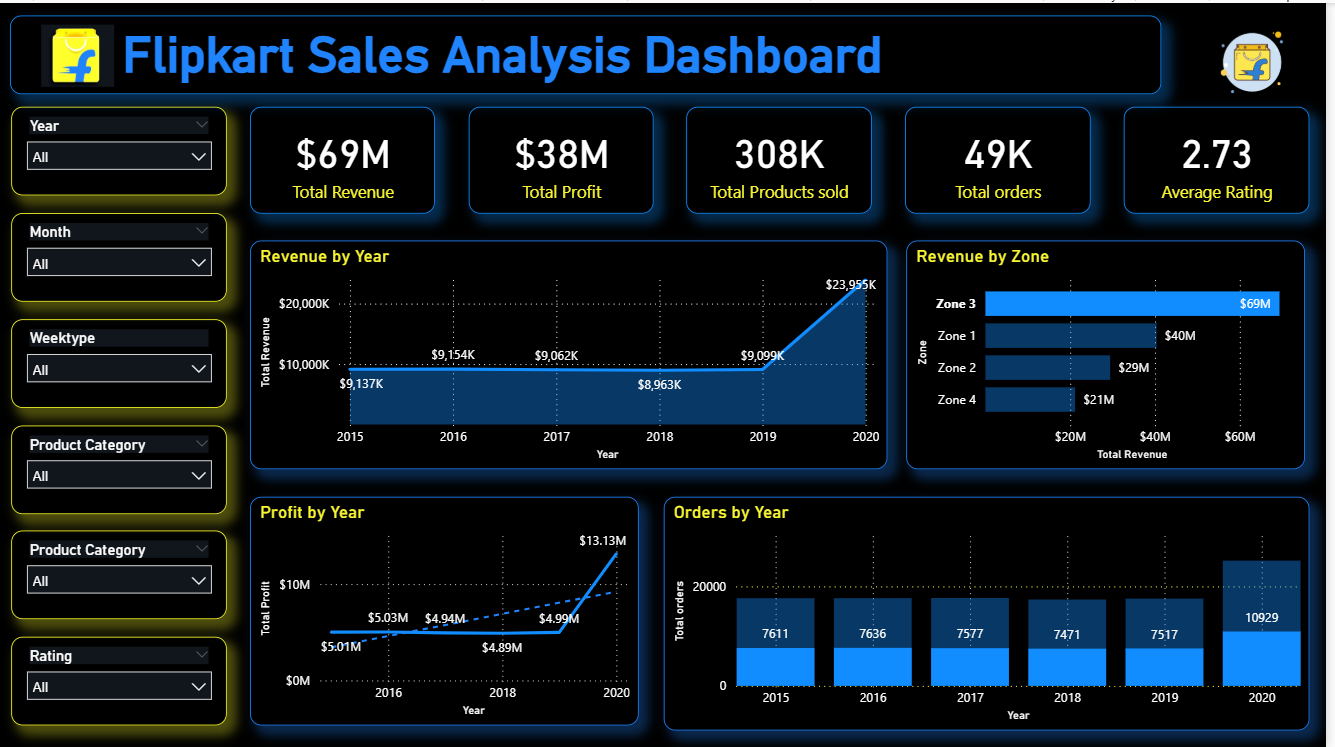 Flipkart Sales Analysis Dashboard
Year
All
Month
All
Weektype
All
Product Category
All
Product Category
All
Rating
All
$69M
Total Revenue
$38M
Total Profit
308K
Total Products sold
49K
Total orders
2.73
Average Rating
Revenue by Year
Total Revenue
$20,000K
$10,000K
$9,137K
$9,154K
$9,062K
$8,963K
$9,099K
$23,955K
2015 2016 2017 2018 2019 2020
Year
Revenue by Zone
Zone
Zone 3 $69M
Zone 1 $40M
Zone 2 $29M
Zone 4 $21M
$20M $40M $60M
Total Revenue
Profit by Year
Total Profit
$10M
$0M
$5.01M
$5.03M
$4.94M
$4.89M
$4.99M
$13.13M
2016 2018 2020
Year
Orders by Year
Total orders
20000
0
7611 7636 7577 7471 7517 10929
2015 2016 2017 2018 2019 2020
Year